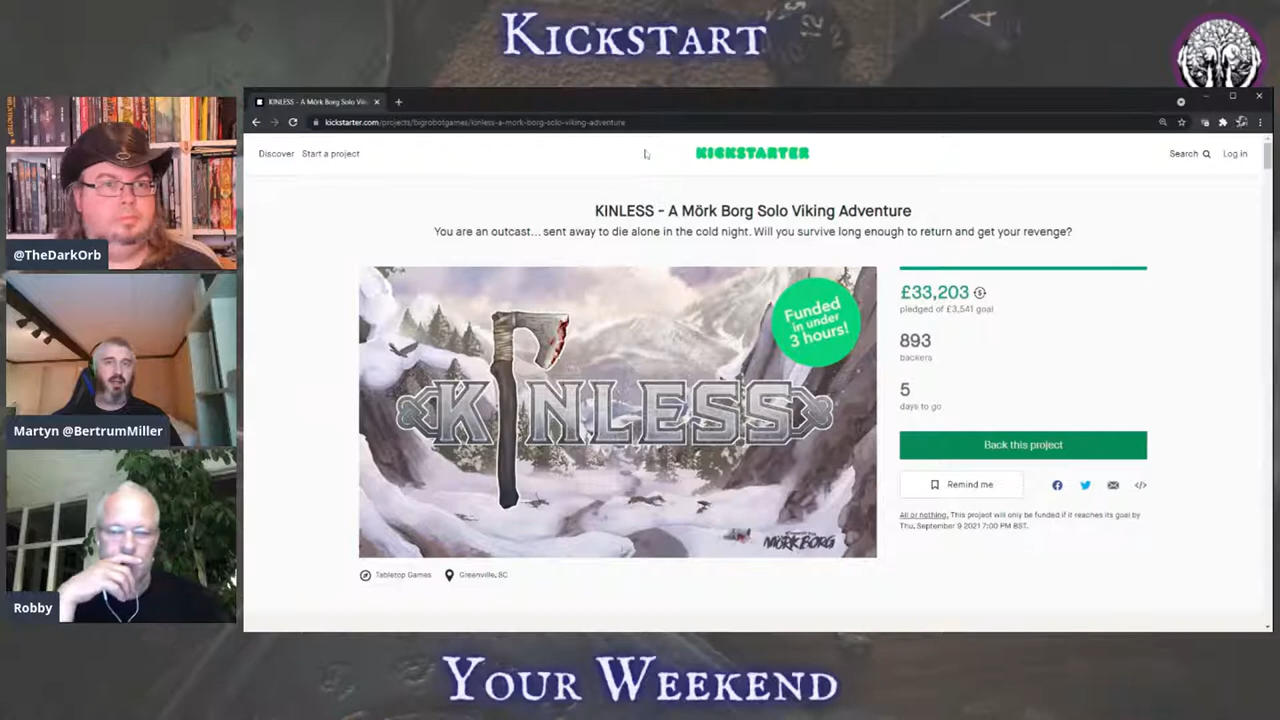 KICKSTART
KINLESS - A Mörk Borg Solo Vik
kickstarter.com/projects/bigrobotgames/kinless-a-mork-borg-solo-viking-adventure
Discover Start a project
KICKSTARTER
Search Log in
KINLESS - A Mörk Borg Solo Viking Adventure
You are an outcast... sent away to die alone in the cold night. Will you survive long enough to return and get your revenge?
Funded
in under
3 hours!
KINLESS
MÖRK BORG
£33,203
pledged of £3,541 goal
893
backers
5
days to go
Back this project
Remind me
All or nothing. This project will only be funded if it reaches its goal by
Thu, September 9 2021 7:00 PM BST.
Tabletop Games Greenville, SC
@TheDarkOrb
Martyn @BertrumMiller
Robby
YOUR WEEKEND